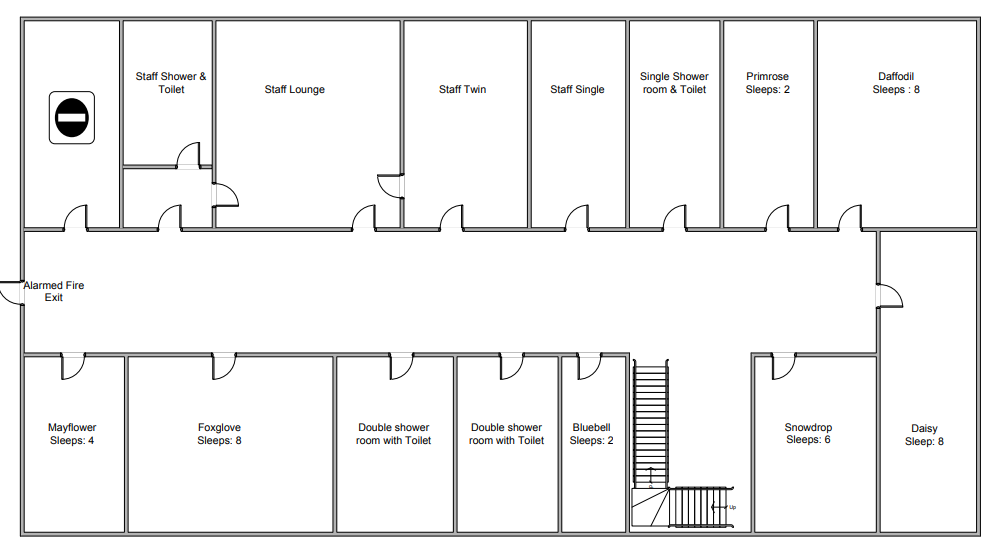 Staff Shower &
Toilet
Staff Lounge
Staff Twin
Staff Single
Single Shower
room & Toilet
Primrose
Sleeps: 2
Daffodil
Sleeps : 8
Alarmed Fire
Exit
Mayflower
Sleeps: 4
Foxglove
Sleeps: 8
Double shower
room with Toilet
Double shower
room with Toilet
Bluebell
Sleeps: 2
Snowdrop
Sleeps: 6
Daisy
Sleep: 8
Up